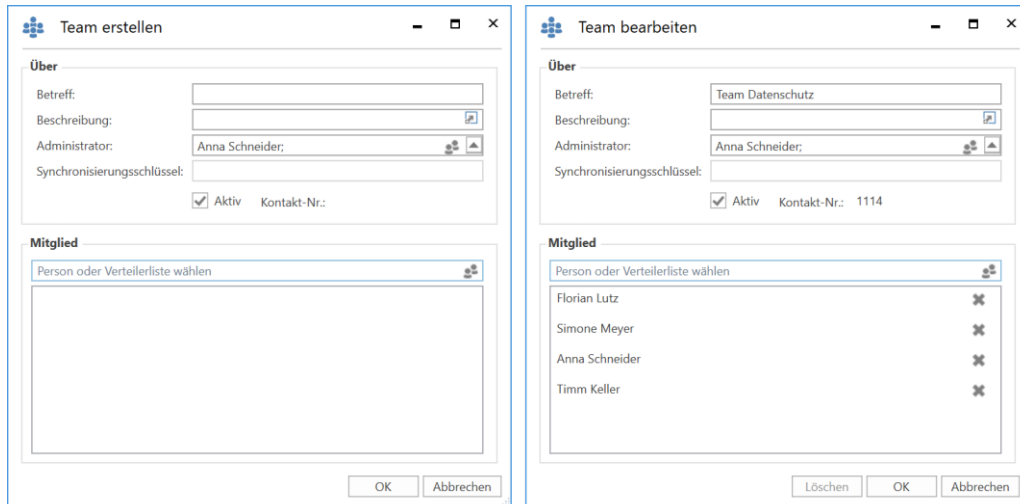 Team erstellen
Über
Betreff:
Beschreibung:
Administrator: Anna Schneider;
Synchronisierungsschlüssel:
Aktiv Kontakt-Nr.:
Mitglied
Person oder Verteilerliste wählen
OK Abbrechen
Team bearbeiten
Über
Betreff: Team Datenschutz
Beschreibung:
Administrator: Anna Schneider;
Synchronisierungsschlüssel:
Aktiv Kontakt-Nr.: 1114
Mitglied
Person oder Verteilerliste wählen
Florian Lutz
Simone Meyer
Anna Schneider
Timm Keller
Löschen OK Abbrechen